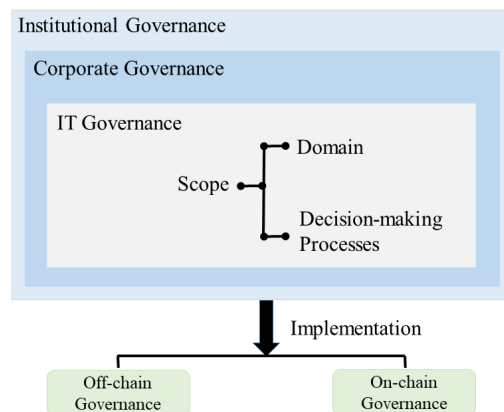 Institutional Governance
Corporate Governance
IT Governance
Domain
Scope
Decision-making
Processes
Implementation
Off-chain
Governance
On-chain
Governance